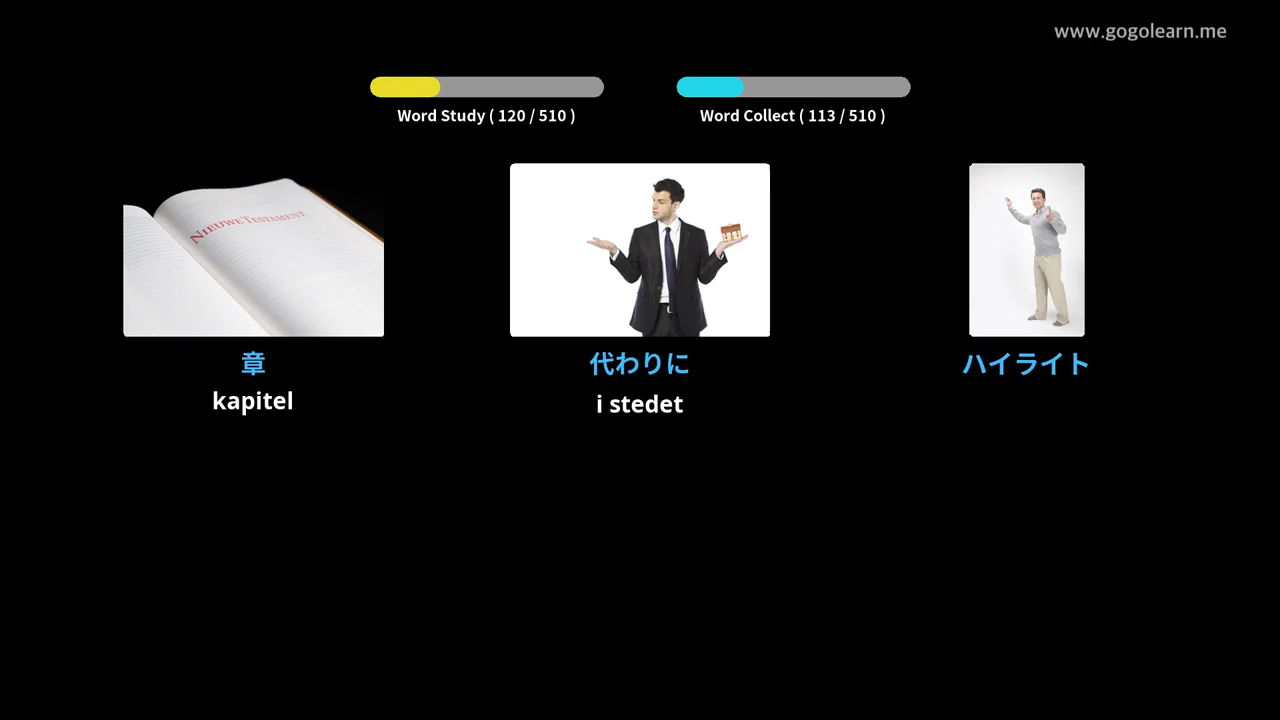 www.gogolearn.me
Word Study ( 120 / 510 )
Word Collect ( 113 / 510 )
NIEUWE TESTAMENT
章
代わりに
ハイライト
kapitel
i stedet